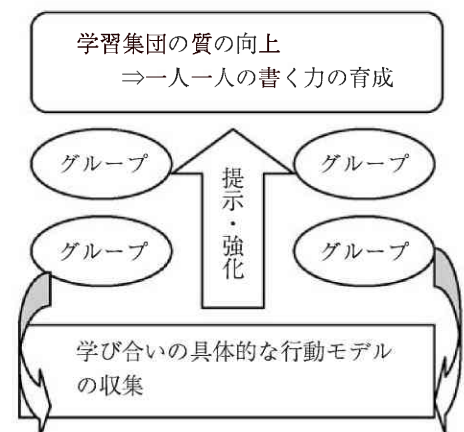 学習集団の質の向上
⇒一人一人の書く力の育成
グループ
グループ
グループ
グループ
提示・強化
学び合いの具体的な行動モデル
の収集